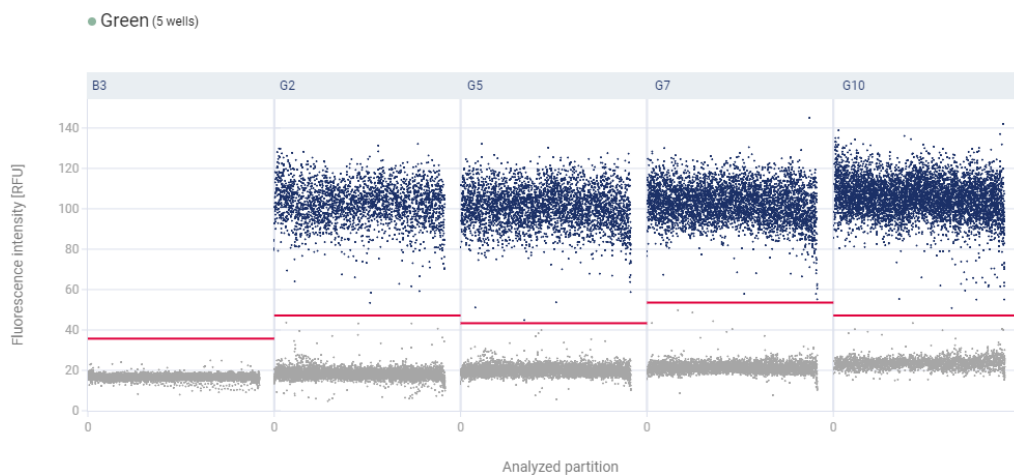 Green (5 wells)
B3 G2 G5 G7 G10
140
120
100
80
60
40
20
0
0 0 0 0 0
Fluorescence intensity [RFU]
Analyzed partition